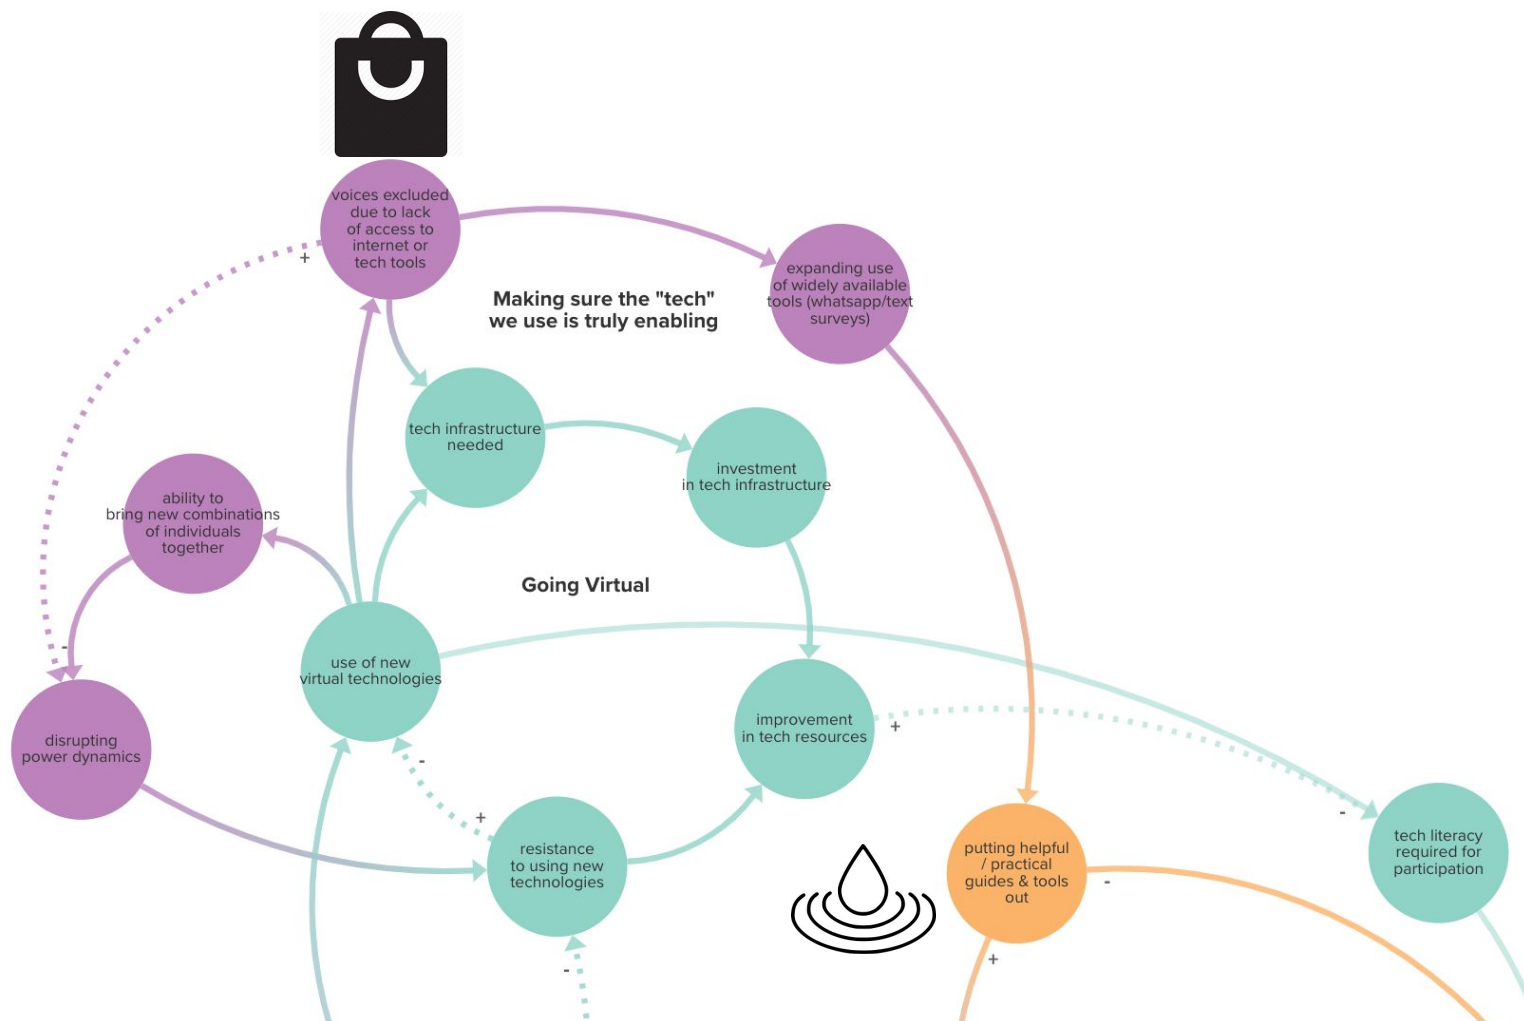 voices excluded
due to lack
of access to
internet or
tech tools
+
expanding use
of widely available
tools (whatsapp/text
surveys)
Making sure the "tech"
we use is truly enabling
tech infrastructure
needed
investment
in tech infrastructure
ability to
bring new combinations
of individuals
together
Going Virtual
-
use of new
virtual technologies
disrupting
power dynamics
improvement
in tech resources
+
-
+
-
resistance
to using new
technologies
putting helpful
/ practical
guides & tools
out
-
tech literacy
required for
participation
+
-